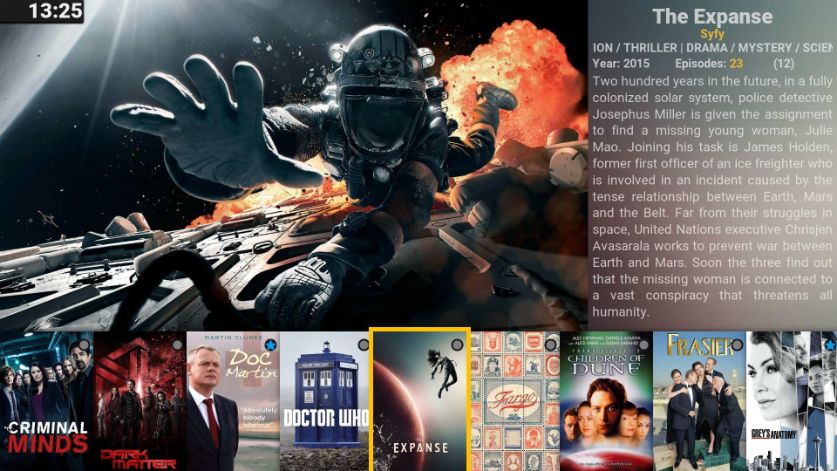 13:25
The Expanse
Syfy
ION / THRILLER | DRAMA / MYSTERY / SCIEN
Year: 2015 Episodes: 23 (12)
Two hundred years in the future, in a fully
colonized solar system, police detective
Josephus Miller is given the assignment
to find a missing young woman, Julie
Mao. Joining his task is James Holden,
former first officer of an ice freighter who
is involved in an incident caused by the
tense relationship between Earth, Mars
and the Belt. Far from their struggles in
space, United Nations executive Chrisjen
Avasarala works to prevent war between
Earth and Mars. Soon the three find out
that the missing woman is connected to
a vast conspiracy that threatens all
humanity.
CRIMINAL
MINDS
DARK
MATTER
MARTIN CLUNES
Doc
Martin
"Absolutely
bloody
hilarious"
DOCTOR WHO
EXPANSE
Fargo
CHILDREN OF
DUNE
FRASIER
GREY'S ANATOMY